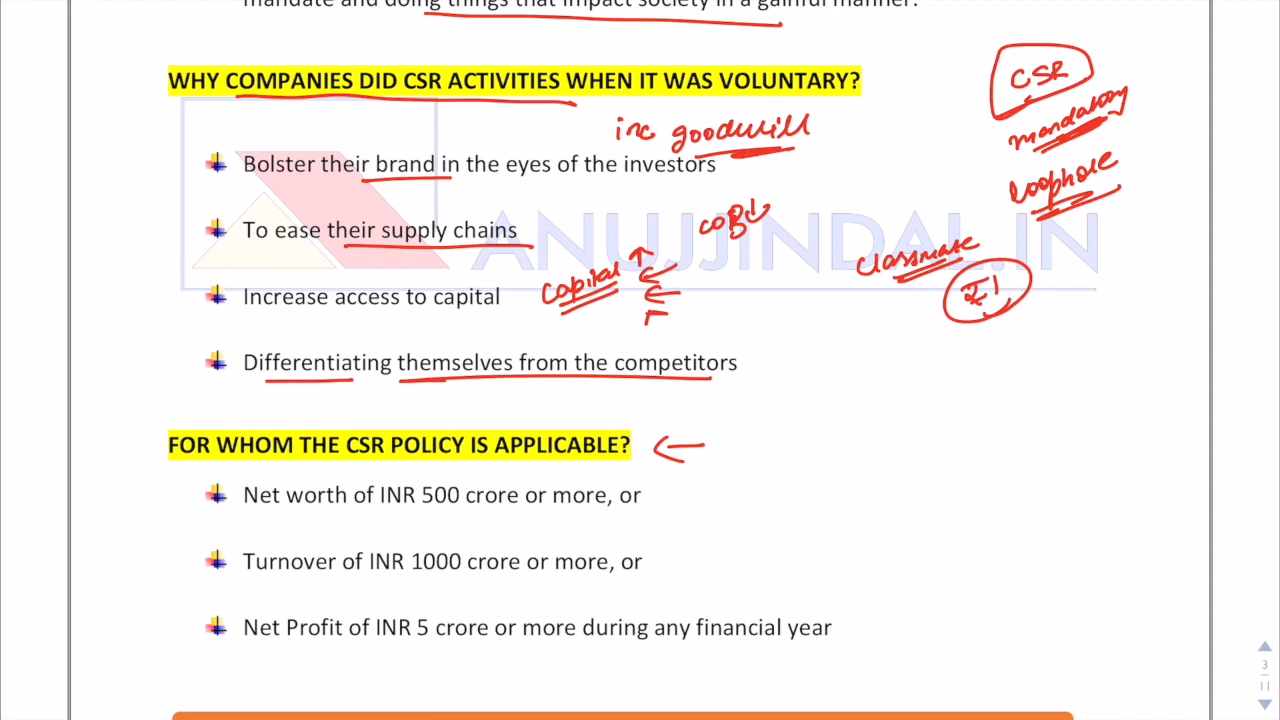 mandate and doing things that impact society in a gainful manner.
WHY COMPANIES DID CSR ACTIVITIES WHEN IT WAS VOLUNTARY?
CSR
mandatory
loophole
inc goodwill
Bolster their brand in the eyes of the investors
To ease their supply chains
ANUJJINDAL.IN
Classmate
₹1
Increase access to capital
Capital ↑
Differentiating themselves from the competitors
FOR WHOM THE CSR POLICY IS APPLICABLE?
Net worth of INR 500 crore or more, or
Turnover of INR 1000 crore or more, or
Net Profit of INR 5 crore or more during any financial year
3
11